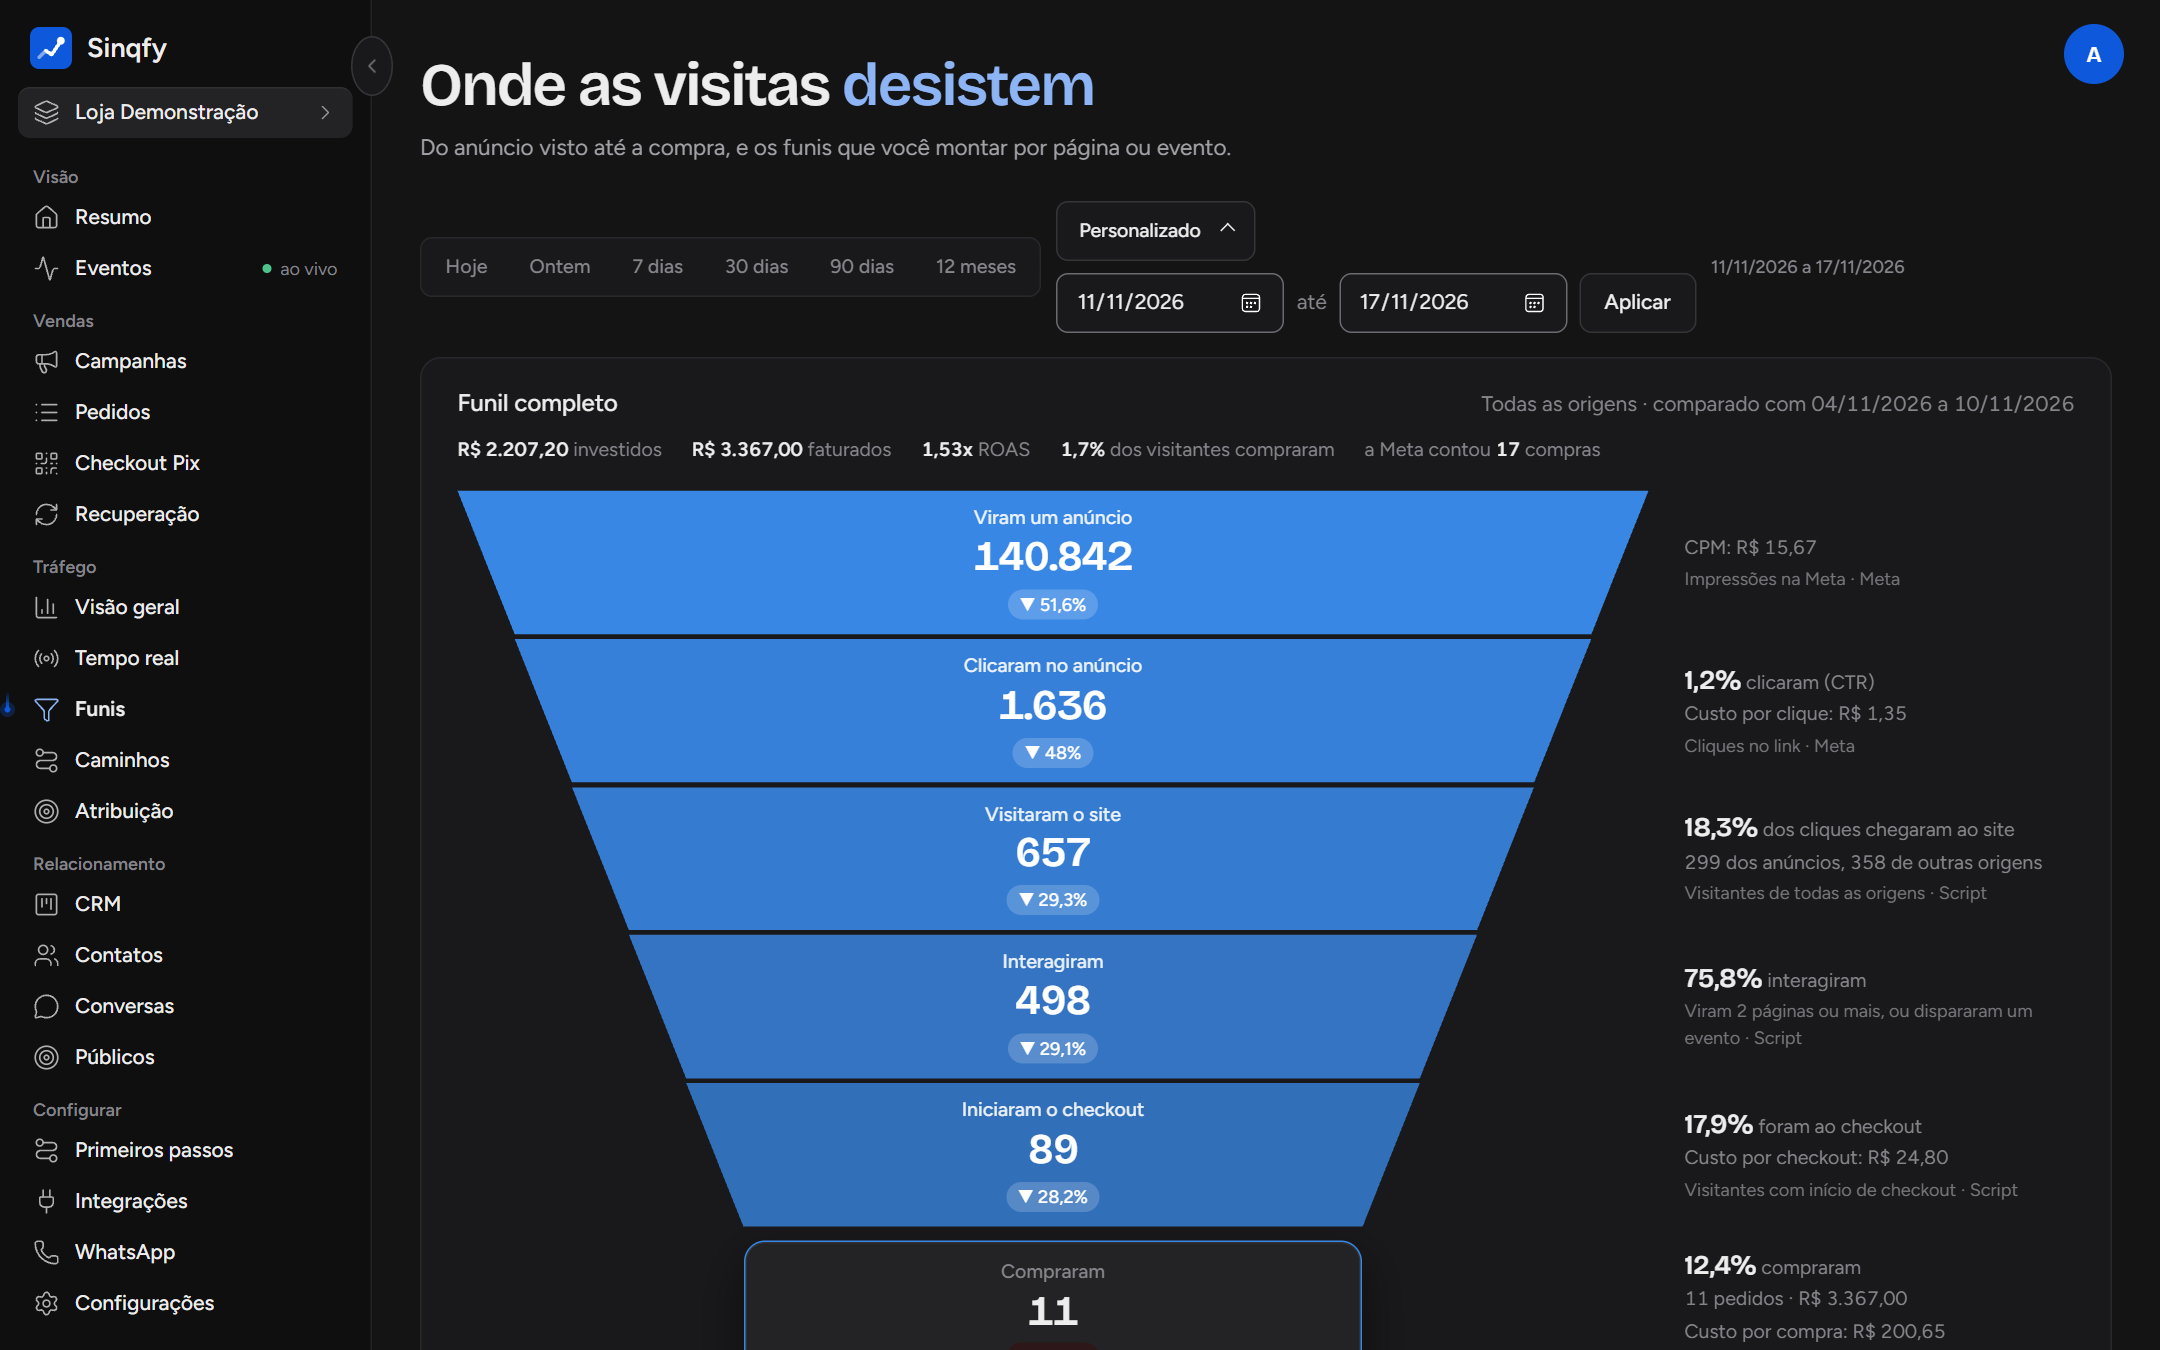 Sinqfy
Loja Demonstração
Visão
Resumo
Eventos
ao vivo
Vendas
Campanhas
Pedidos
Checkout Pix
Recuperação
Tráfego
Visão geral
Tempo real
Funis
Caminhos
Atribuição
Relacionamento
CRM
Contatos
Conversas
Públicos
Configurar
Primeiros passos
Integrações
WhatsApp
Configurações
A
Onde as visitas desistem
Do anúncio visto até a compra, e os funis que você montar por página ou evento.
Hoje Ontem 7 dias 30 dias 90 dias 12 meses
Personalizado
11/11/2026 até 17/11/2026 Aplicar
11/11/2026 a 17/11/2026
Funil completo
Todas as origens · comparado com 04/11/2026 a 10/11/2026
R$ 2.207,20 investidos R$ 3.367,00 faturados 1,53x ROAS 1,7% dos visitantes compraram a Meta contou 17 compras
Viram um anúncio
140.842
▼ 51,6%
CPM: R$ 15,67
Impressões na Meta · Meta
Clicaram no anúncio
1.636
▼ 48%
1,2% clicaram (CTR)
Custo por clique: R$ 1,35
Cliques no link · Meta
Visitaram o site
657
▼ 29,3%
18,3% dos cliques chegaram ao site
299 dos anúncios, 358 de outras origens
Visitantes de todas as origens · Script
Interagiram
498
▼ 29,1%
75,8% interagiram
Viram 2 páginas ou mais, ou dispararam um
evento · Script
Iniciaram o checkout
89
▼ 28,2%
17,9% foram ao checkout
Custo por checkout: R$ 24,80
Visitantes com início de checkout · Script
Compraram
11
12,4% compraram
11 pedidos · R$ 3.367,00
Custo por compra: R$ 200,65